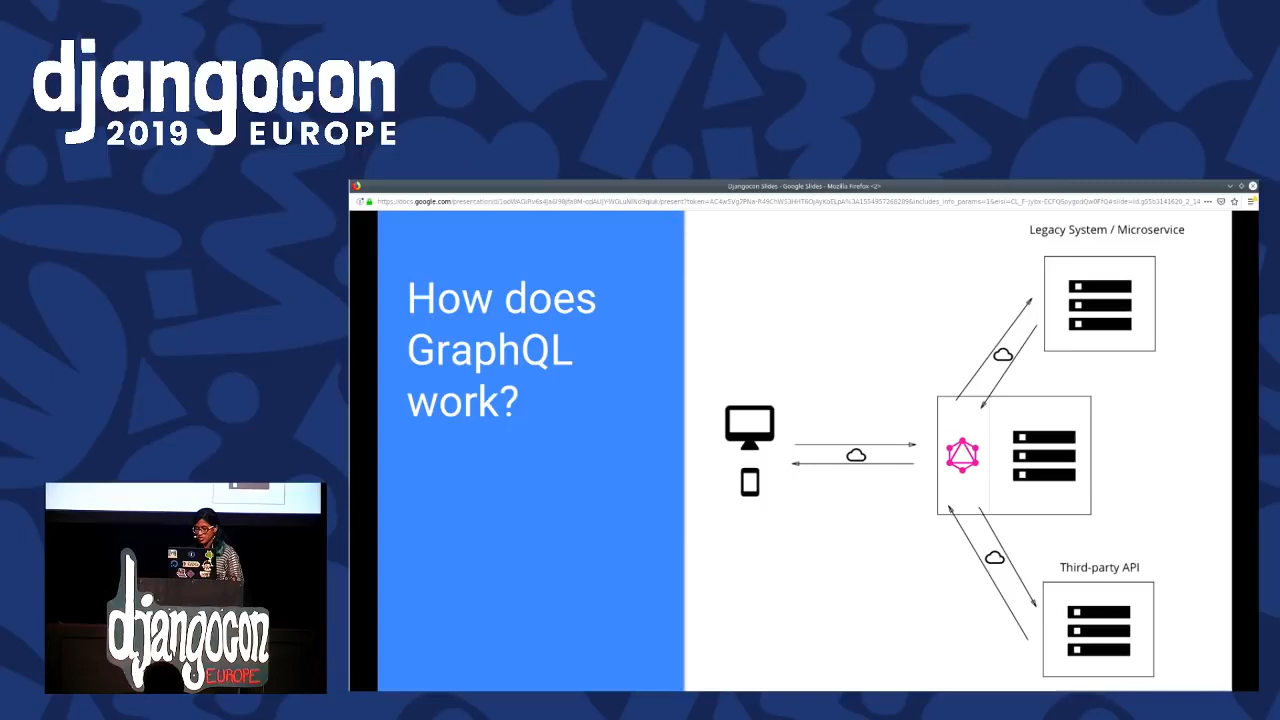 djangocon
2019 EUROPE
Djangocon Slides - Google Slides - Mozilla Firefox <2>
How does
GraphQL
work?
Legacy System / Microservice
Third-party API
djangocon
EUROPE